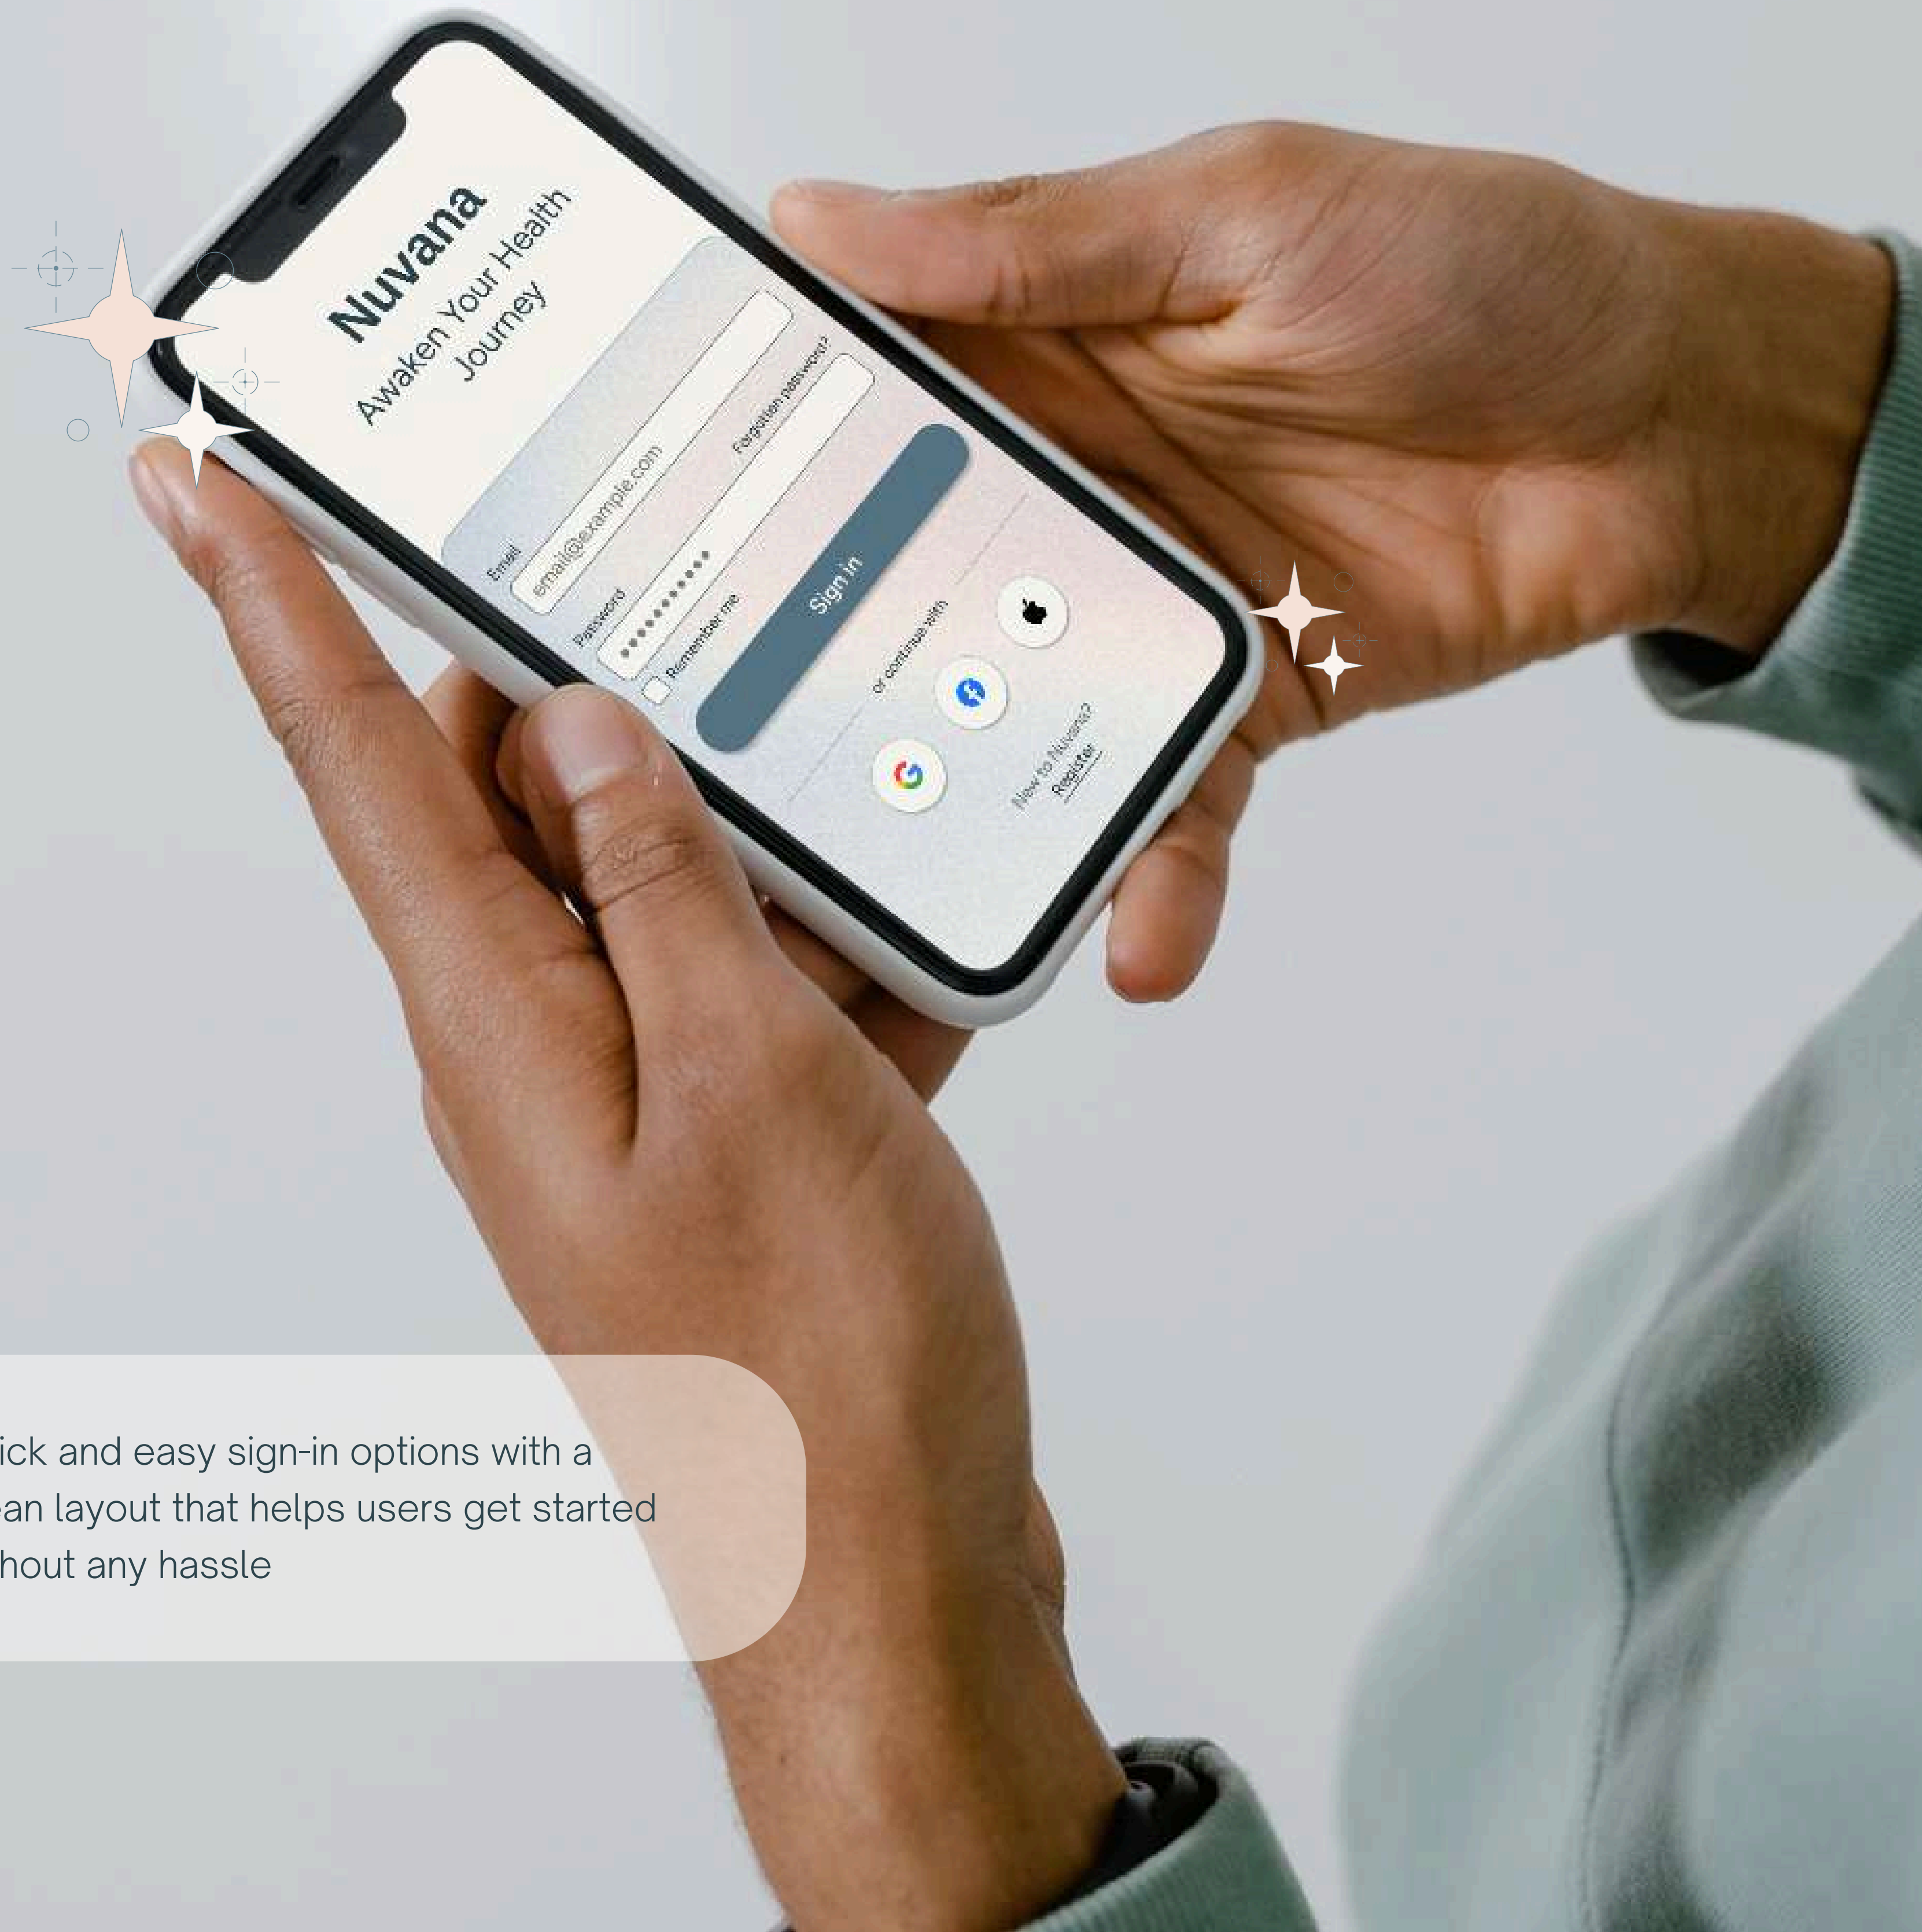 Nuvana
Awaken Your Health
Journey
Email
email@example.com
Password Forgotten password?
Remember me
Sign in
or continue with
New to Nuvana?
Register
ick and easy sign-in options with a
an layout that helps users get started
hout any hassle